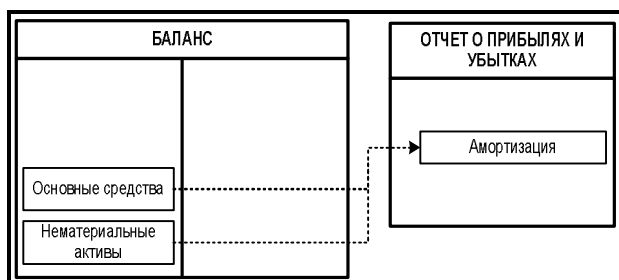 БАЛАНС
Основные средства
Нематериальные
активы
ОТЧЕТ О ПРИБЫЛЯХ И
УБЫТКАХ
Амортизация